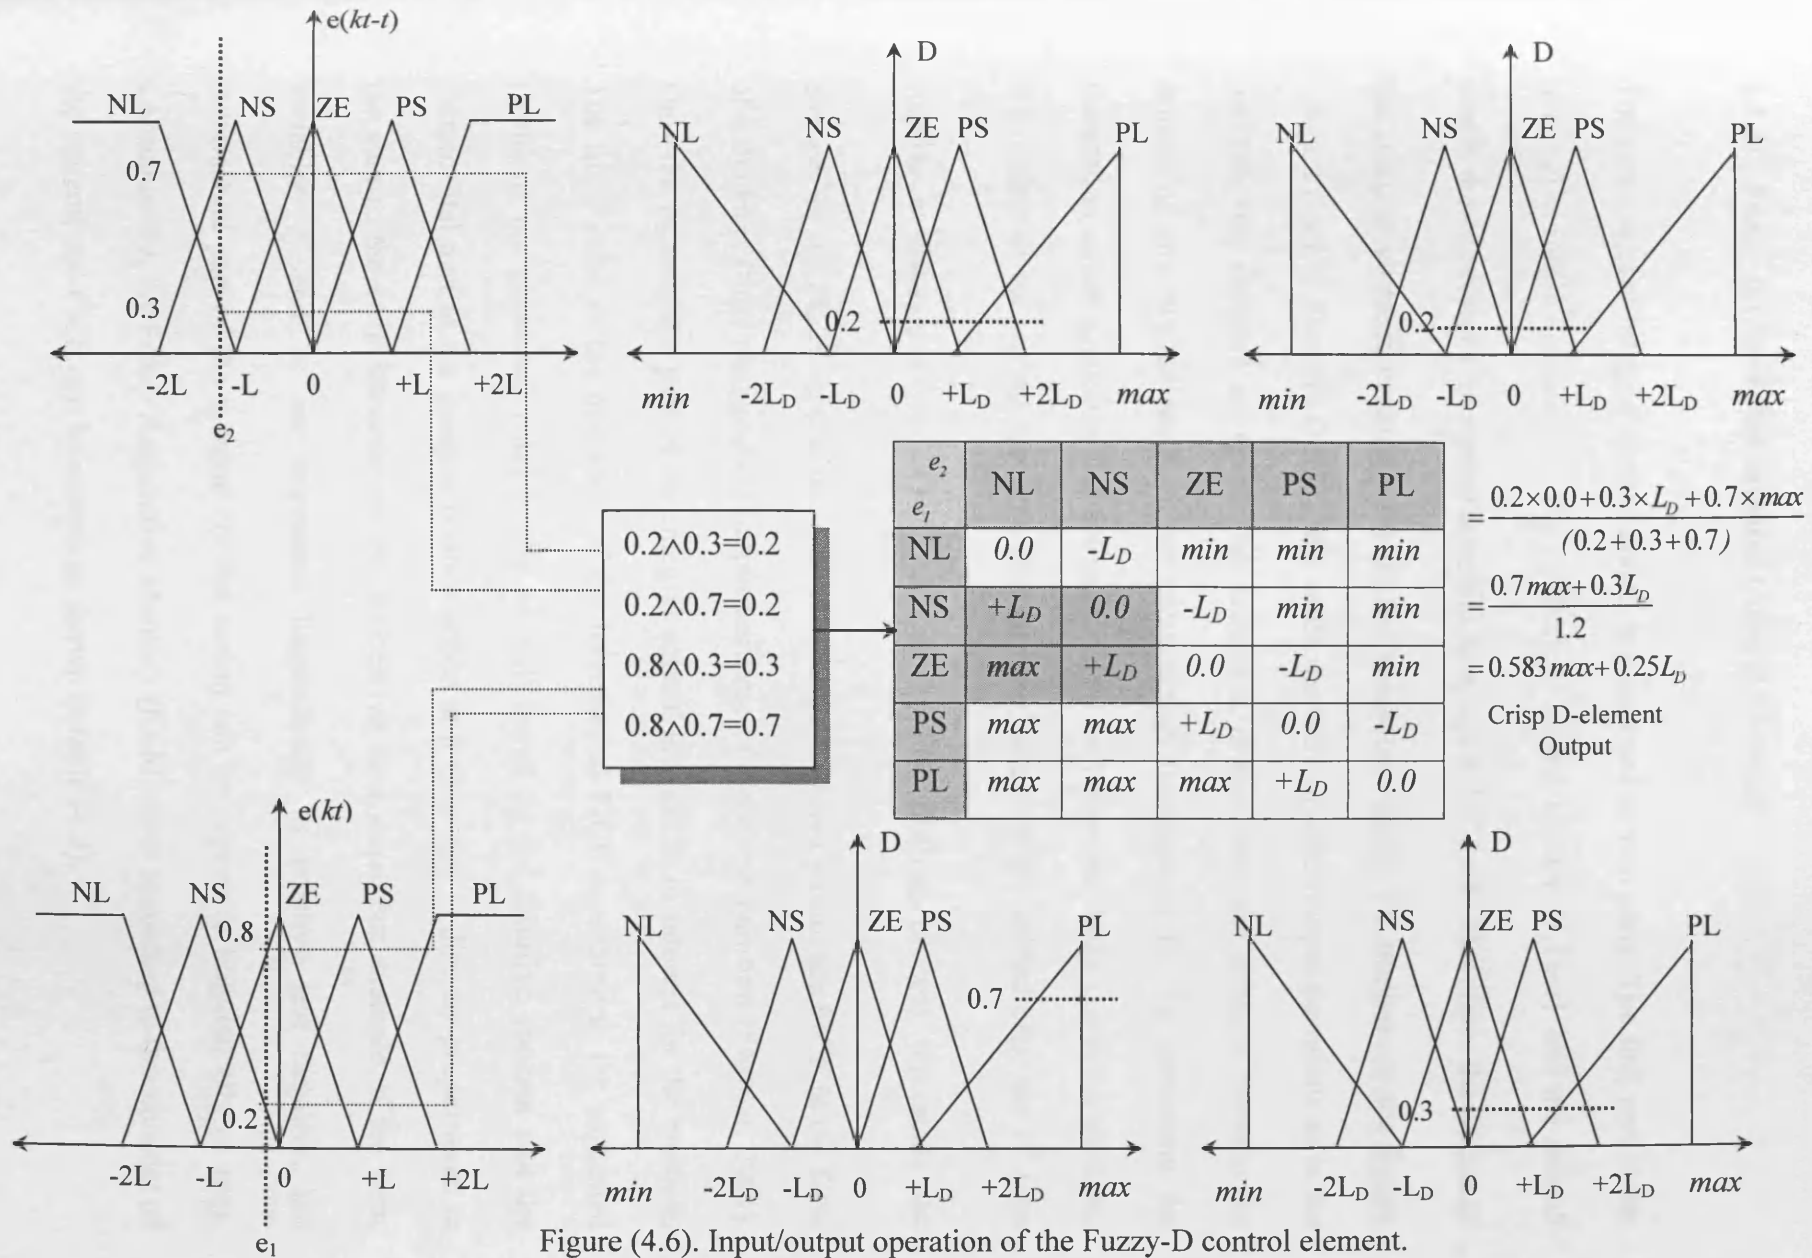 e(kt-t)
NL NS ZE PS PL
0.7
0.3
-2L -L 0 +L +2L
e2
D
NL NS ZE PS PL
0.2
min -2LD -LD 0 +LD +2LD max
D
NL NS ZE PS PL
0.2
min -2LD -LD 0 +LD +2LD max
0.2∧0.3=0.2
0.2∧0.7=0.2
0.8∧0.3=0.3
0.8∧0.7=0.7
e2
e1 NL NS ZE PS PL
NL 0.0 -LD min min min
NS +LD 0.0 -LD min min
ZE max +LD 0.0 -LD min
PS max max +LD 0.0 -LD
PL max max max +LD 0.0
=0.2×0.0+0.3×LD+0.7×max
(0.2+0.3+0.7)
=0.7max+0.3LD
1.2
=0.583max+0.25LD
Crisp D-element
Output
e(kt)
NL NS ZE PS PL
0.8
0.2
-2L -L 0 +L +2L
e1
D
NL NS ZE PS PL
0.7
min -2LD -LD 0 +LD +2LD max
D
NL NS ZE PS PL
0.3
min -2LD -LD 0 +LD +2LD max
Figure (4.6). Input/output operation of the Fuzzy-D control element.